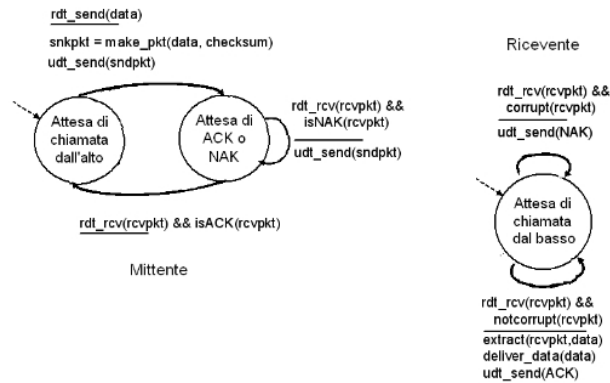 rdt_send(data)
snkpkt = make_pkt(data, checksum)
udt_send(sndpkt)
Attesa di
chiamata
dall'alto
Attesa di
ACK o
NAK
rdt_rcv(rcvpkt) &&
isNAK(rcvpkt)
udt_send(sndpkt)
rdt_rcv(rcvpkt) && isACK(rcvpkt)
Mittente
Ricevente
rdt_rcv(rcvpkt) &&
corrupt(rcvpkt)
udt_send(NAK)
Attesa di
chiamata
dal basso
rdt_rcv(rcvpkt) &&
notcorrupt(rcvpkt)
extract(rcvpkt,data)
deliver_data(data)
udt_send(ACK)